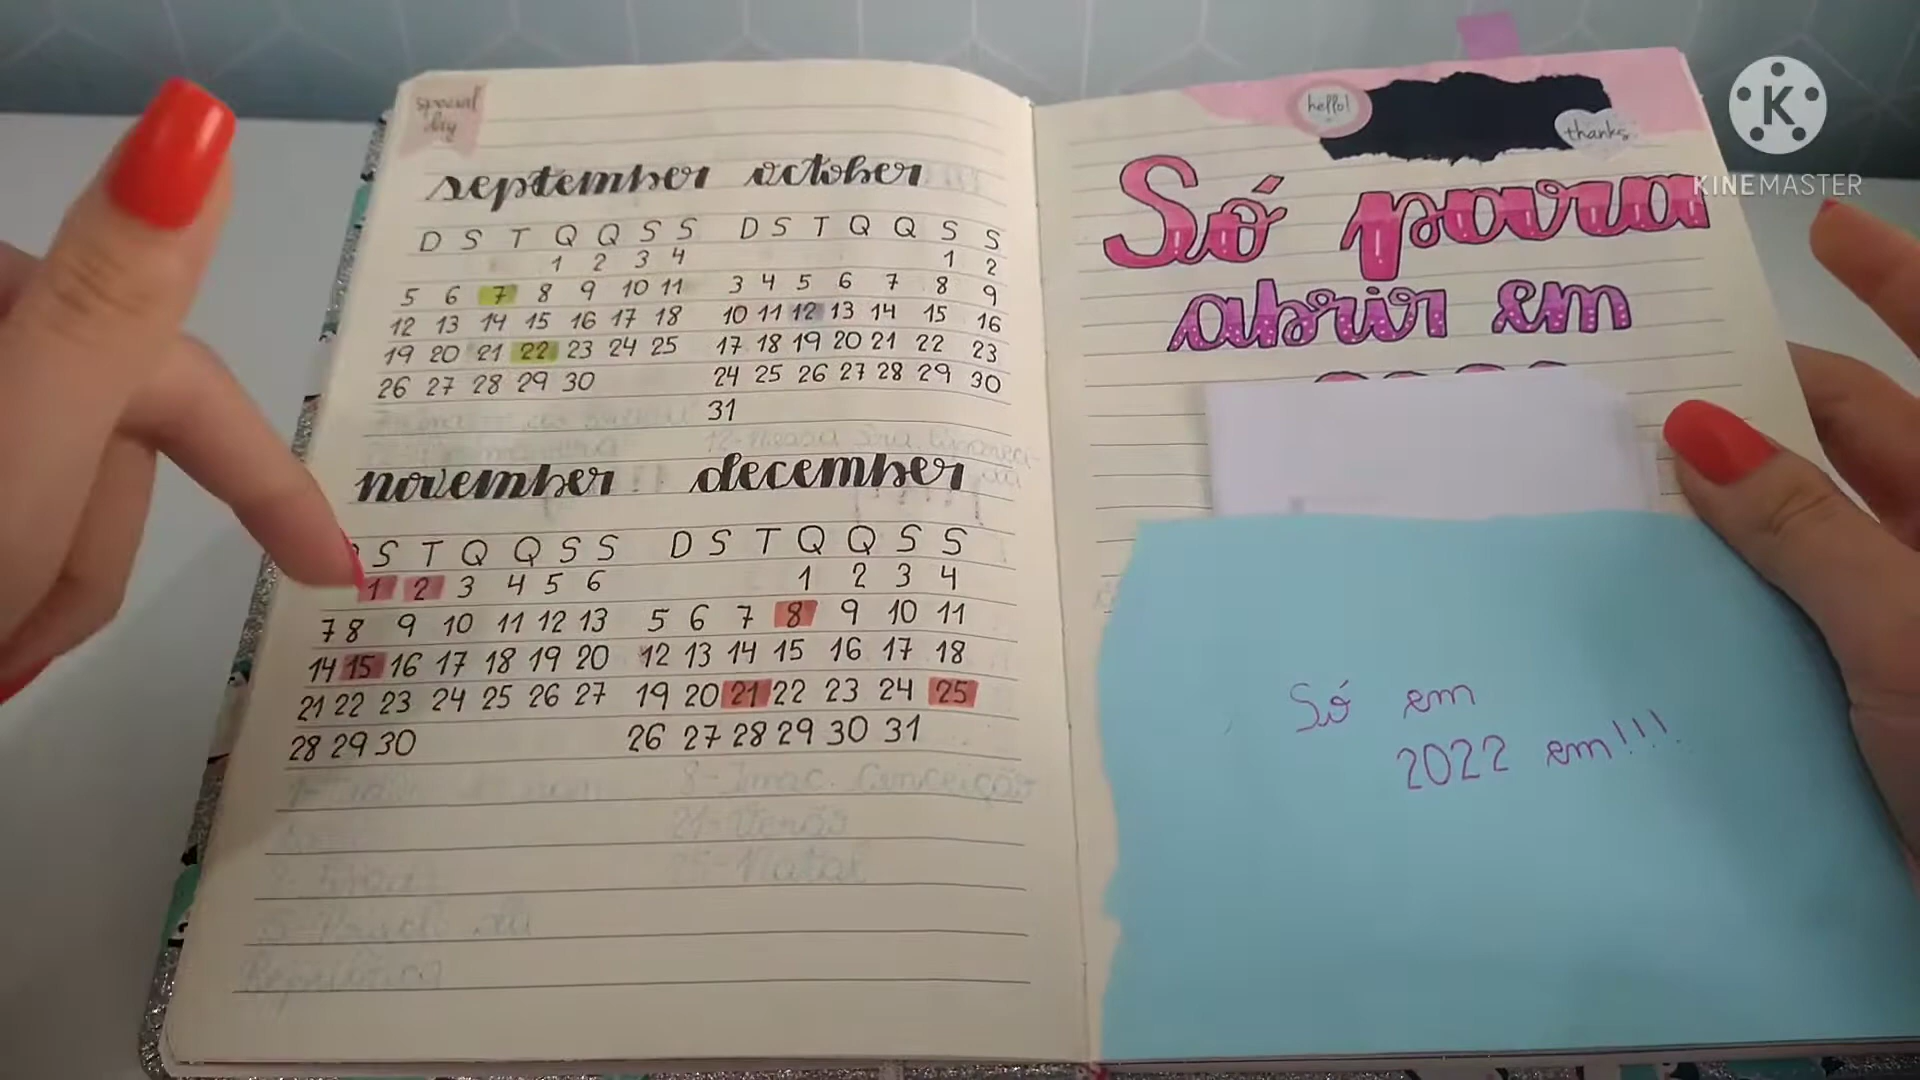 special
day
september october
D S T Q Q S S D S T Q Q S S
1 2 3 4 1 2
5 6 7 8 9 10 11 3 4 5 6 7 8 9
12 13 14 15 16 17 18 10 11 12 13 14 15 16
19 20 21 22 23 24 25 17 18 19 20 21 22 23
26 27 28 29 30 24 25 26 27 28 29 30
31
november december
S T Q Q S S D S T Q Q S S
1 2 3 4 5 6 1 2 3 4
7 8 9 10 11 12 13 5 6 7 8 9 10 11
14 15 16 17 18 19 20 12 13 14 15 16 17 18
21 22 23 24 25 26 27 19 20 21 22 23 24 25
28 29 30 26 27 28 29 30 31
8-Imac. Conceição
21-Verão
25-Natal
hello!
thanks
Só para
abrir em
Só em
2022 em!!!
K
KINEMASTER